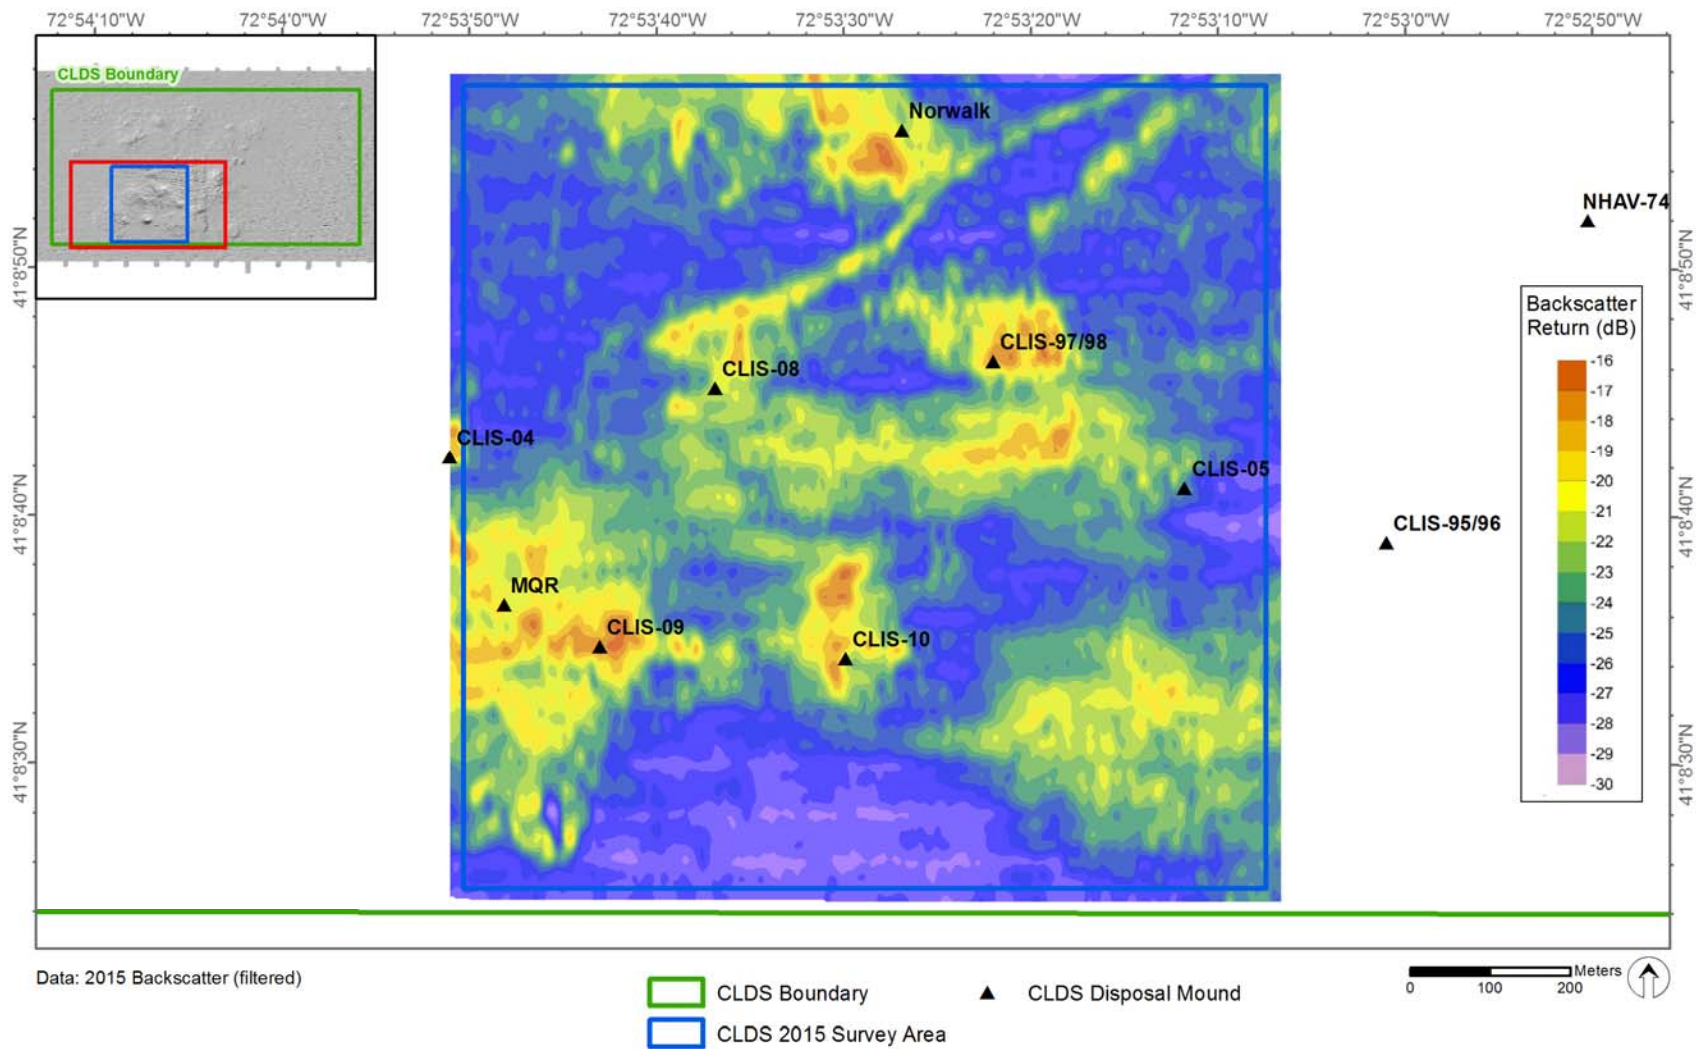 72°54'10"W
72°54'0"W
72°53'50"W
72°53'40"W
72°53'30"W
72°53'20"W
72°53'10"W
72°53'0"W
72°52'50"W
CLDS Boundary
Norwalk
NHAV-74
41°8'50"N
41°8'50"N
Backscatter
Return (dB)
CLIS-97/98
CLIS-08
-16
-17
-18
-19
-20
-21
-22
-23
-24
-25
-26
-27
-28
-29
-30
CLIS-04
CLIS-05
41°8'40"N
41°8'40"N
CLIS-95/96
MQR
CLIS-09
CLIS-10
41°8'30"N
41°8'30"N
Data: 2015 Backscatter (filtered)
CLDS Boundary
CLDS Disposal Mound
CLDS 2015 Survey Area
Meters
0
100
200